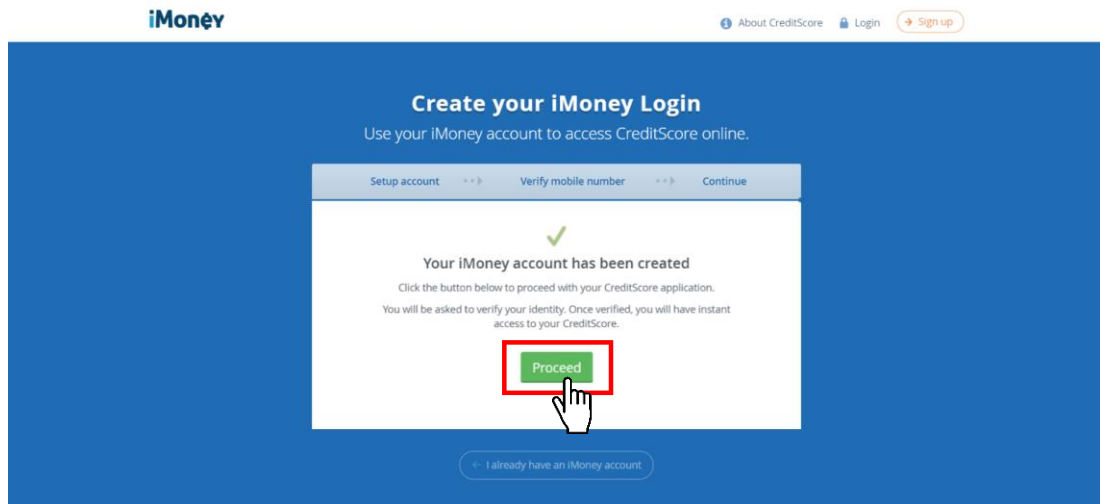 iMoney
About CreditScore Login Sign up
Create your iMoney Login
Use your iMoney account to access CreditScore online.
Setup account Verify mobile number Continue
Your iMoney account has been created
Click the button below to proceed with your CreditScore application.
You will be asked to verify your identity. Once verified, you will have instant
access to your CreditScore.
Proceed
I already have an iMoney account